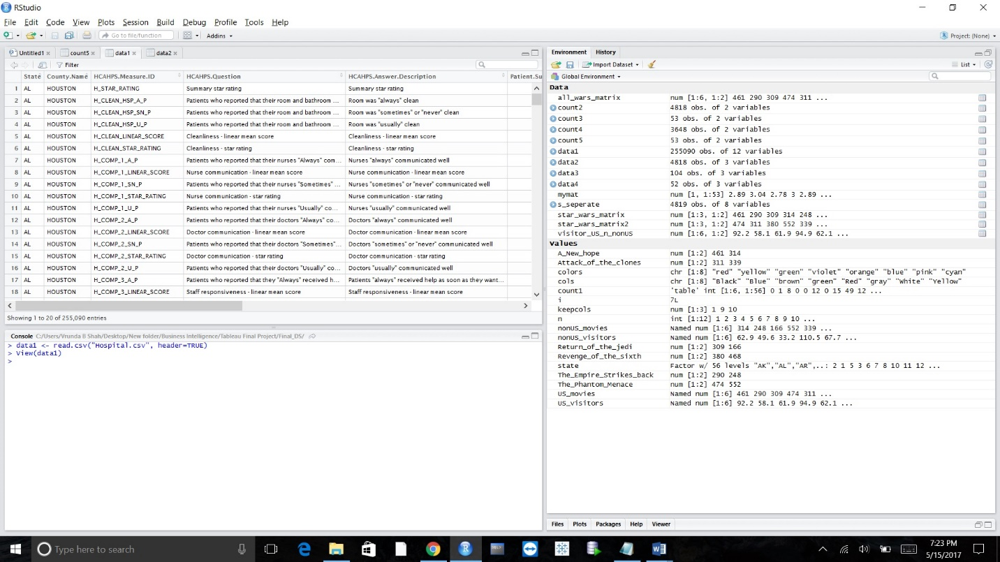 RStudio
File Edit Code View Plots Session Build Debug Profile Tools Help
Go to file/function Addins Project: (None)
Untitled1 × count5 × data1 × data2 ×
Filter
State County.Name HCAHPS.Measure.ID HCAHPS.Question HCAHPS.Answer.Description Patient.Su
1 AL HOUSTON H_STAR_RATING Summary star rating Summary star rating
2 AL HOUSTON H_CLEAN_HSP_A_P Patients who reported that their room and bathroom ... Room was "always" clean
3 AL HOUSTON H_CLEAN_HSP_SN_P Patients who reported that their room and bathroom ... Room was "sometimes" or "never" clean
4 AL HOUSTON H_CLEAN_HSP_U_P Patients who reported that their room and bathroom ... Room was "usually" clean
5 AL HOUSTON H_CLEAN_LINEAR_SCORE Cleanliness - linear mean score Cleanliness - linear mean score
6 AL HOUSTON H_CLEAN_STAR_RATING Cleanliness - star rating Cleanliness - star rating
7 AL HOUSTON H_COMP_1_A_P Patients who reported that their nurses "Always" com... Nurses "always" communicated well
8 AL HOUSTON H_COMP_1_LINEAR_SCORE Nurse communication - linear mean score Nurse communication - linear mean score
9 AL HOUSTON H_COMP_1_SN_P Patients who reported that their nurses "Sometimes" ... Nurses "sometimes" or "never" communicated well
10 AL HOUSTON H_COMP_1_STAR_RATING Nurse communication - star rating Nurse communication - star rating
11 AL HOUSTON H_COMP_1_U_P Patients who reported that their nurses "Usually" co... Nurses "usually" communicated well
12 AL HOUSTON H_COMP_2_A_P Patients who reported that their doctors "Always" co... Doctors "always" communicated well
13 AL HOUSTON H_COMP_2_LINEAR_SCORE Doctor communication - linear mean score Doctor communication - linear mean score
14 AL HOUSTON H_COMP_2_SN_P Patients who reported that their doctors "Sometimes"... Doctors "sometimes" or "never" communicated well
15 AL HOUSTON H_COMP_2_STAR_RATING Doctor communication - star rating Doctor communication - star rating
16 AL HOUSTON H_COMP_2_U_P Patients who reported that their doctors "Usually" co... Doctors "usually" communicated well
17 AL HOUSTON H_COMP_3_A_P Patients who reported that they "Always" received h... Patients "always" received help as soon as they want...
18 AL HOUSTON H_COMP_3_LINEAR_SCORE Staff responsiveness - linear mean score Staff responsiveness - linear mean score
Showing 1 to 20 of 255,090 entries
Console C:/Users/Vrunda B Shah/Desktop/New folder/Business Intelligence/Tableau Final Project/Final_DS/
> data1 <- read.csv("Hospital.csv", header=TRUE)
> View(data1)
>
Environment History
Import Dataset List
Global Environment
Data
all_wars_matrix num [1:6, 1:2] 461 290 309 474 311 ...
count2 4818 obs. of 2 variables
count3 53 obs. of 2 variables
count4 3648 obs. of 2 variables
count5 53 obs. of 2 variables
data1 255090 obs. of 12 variables
data2 4818 obs. of 3 variables
data3 104 obs. of 3 variables
data4 52 obs. of 3 variables
mymat num [1, 1:53] 2.89 3.04 2.78 3 2.89 ...
s_seperate 4819 obs. of 8 variables
star_wars_matrix num [1:3, 1:2] 461 290 309 314 248 ...
star_wars_matrix2 num [1:3, 1:2] 474 311 380 552 339 ...
visitor_US_n_nonUS num [1:6, 1:2] 92.2 58.1 61.9 94.9 62.1 ...
Values
A_New_hope num [1:2] 461 314
Attack_of_the_clones num [1:2] 311 339
colors chr [1:8] "red" "yellow" "green" "violet" "orange" "blue" "pink" "cyan"
cols chr [1:8] "Black" "Blue" "brown" "green" "Red" "gray" "White" "Yellow"
count1 'table' int [1:6, 1:56] 0 1 8 0 0 12 0 15 49 12 ...
i 7L
keepcols num [1:3] 1 9 10
n int [1:12] 1 2 3 4 5 6 7 8 9 10 ...
nonUS_movies Named num [1:6] 314 248 166 552 339 ...
nonUS_visitors Named num [1:6] 62.9 49.6 33.2 110.5 67.7 ...
Return_of_the_jedi num [1:2] 309 166
Revenge_of_the_sixth num [1:2] 380 468
state Factor w/ 56 levels "AK","AL","AR",..: 2 1 5 3 6 7 8 10 11 12 ...
The_Empire_Strikes_back num [1:2] 290 248
The_Phantom_Menace num [1:2] 474 552
US_movies Named num [1:6] 461 290 309 474 311 ...
US_visitors Named num [1:6] 92.2 58.1 61.9 94.9 62.1 ...
Files Plots Packages Help Viewer
Type here to search
7:23 PM
5/15/2017